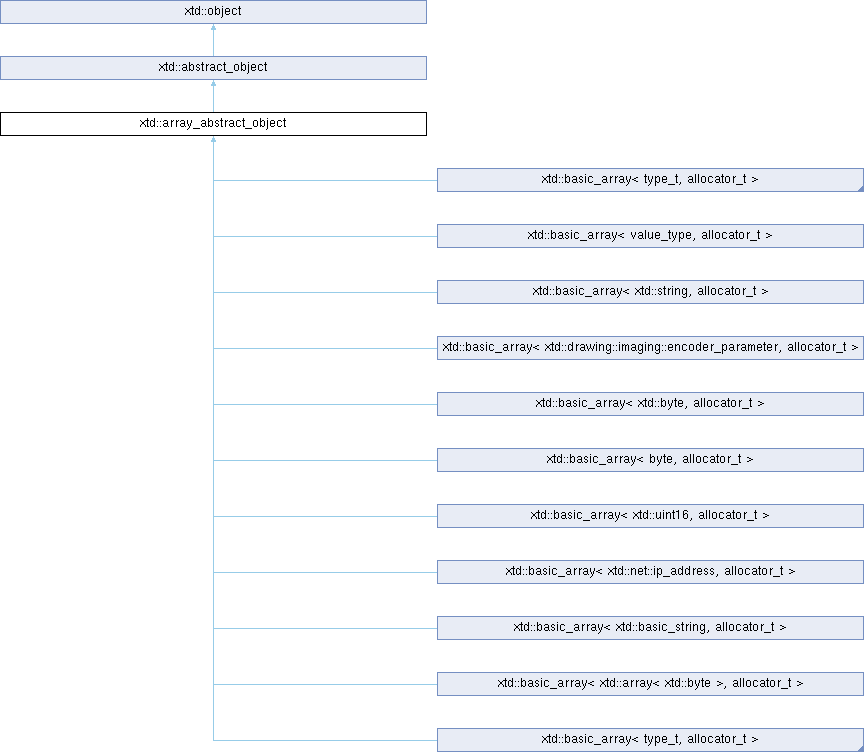 xtd::object
xtd::abstract_object
xtd::array_abstract_object
xtd::basic_array< type_t, allocator_t >
xtd::basic_array< value_type, allocator_t >
xtd::basic_array< xtd::string, allocator_t >
xtd::basic_array< xtd::drawing::imaging::encoder_parameter, allocator_t >
xtd::basic_array< xtd::byte, allocator_t >
xtd::basic_array< byte, allocator_t >
xtd::basic_array< xtd::uint16, allocator_t >
xtd::basic_array< xtd::net::ip_address, allocator_t >
xtd::basic_array< xtd::basic_string, allocator_t >
xtd::basic_array< xtd::array< xtd::byte >, allocator_t >
xtd::basic_array< type_t, allocator_t >